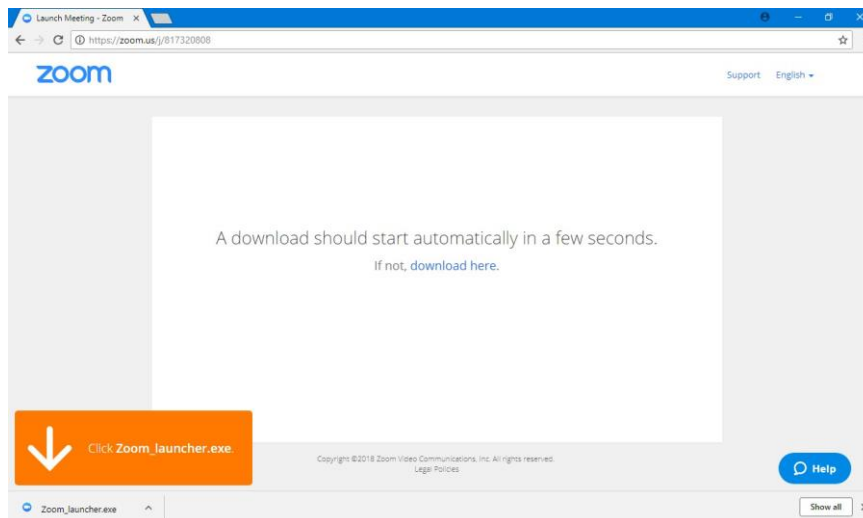 Launch Meeting - Zoom
https://zoom.us/j/817320808
zoom
Support English
A download should start automatically in a few seconds.
If not, download here.
Click Zoom_launcher.exe.
Copyright ©2018 Zoom Video Communications, Inc. All rights reserved.
Legal Policies
Help
Zoom_launcher.exe
Show all